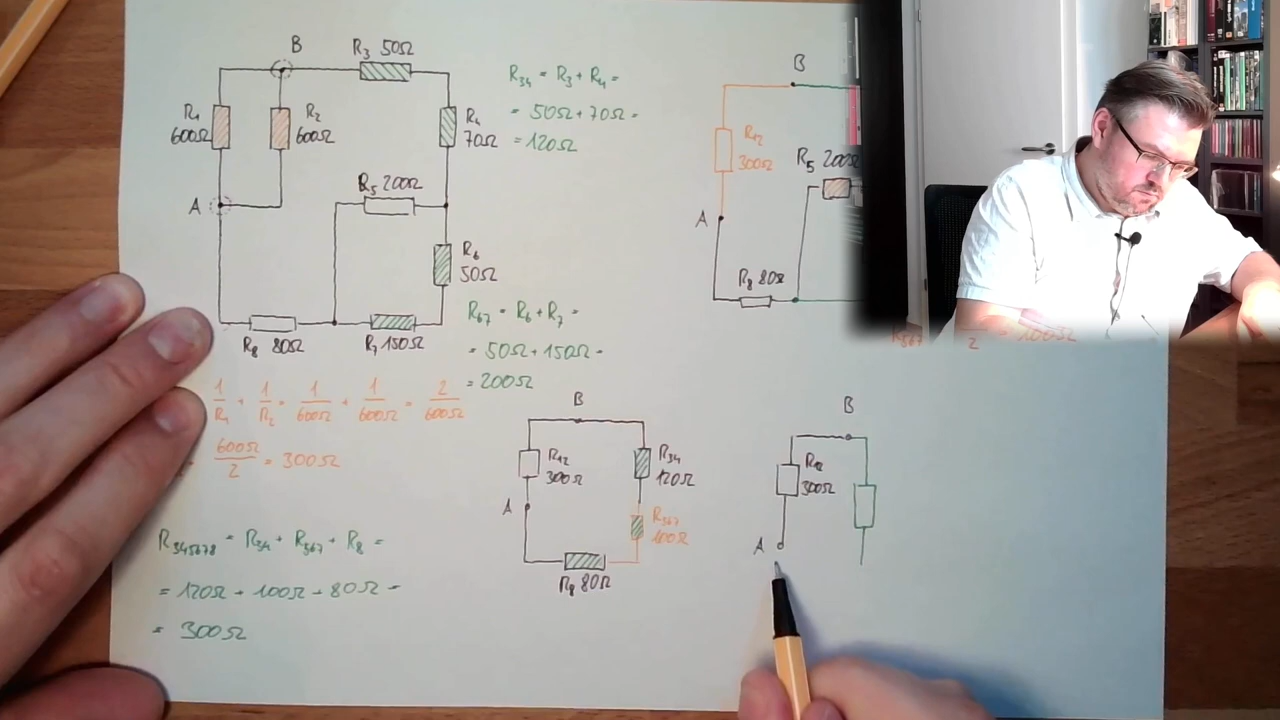 B
R3 50Ω
R1
600Ω
R2
600Ω
R4
70Ω
A
R5 200Ω
R6
50Ω
R8 80Ω
R7 150Ω
R34 = R3 + R4 =
= 50Ω + 70Ω =
= 120Ω
R67 = R6 + R7 =
= 50Ω + 150Ω =
= 200Ω
1/R1 + 1/R2 = 1/600Ω + 1/600Ω = 2/600Ω
600Ω/2 = 300Ω
R345678 = R34 + R567 + R8 =
= 120Ω + 100Ω + 80Ω =
= 300Ω
B
R12
300Ω
R5 200Ω
A
R8 80Ω
R567
2
B
R12
300Ω
R34
120Ω
A
R567
100Ω
R8 80Ω
B
R12
300Ω
A